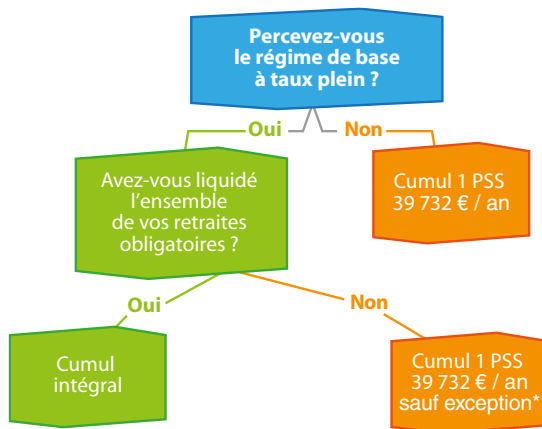 Percevez-vous
le régime de base
à taux plein ?
Oui
Non
Avez-vous liquidé
l’ensemble
de vos retraites
obligatoires ?
Cumul 1 PSS
39 732 € / an
Oui
Non
Cumul
intégral
Cumul 1 PSS
39 732 € / an
sauf exception*